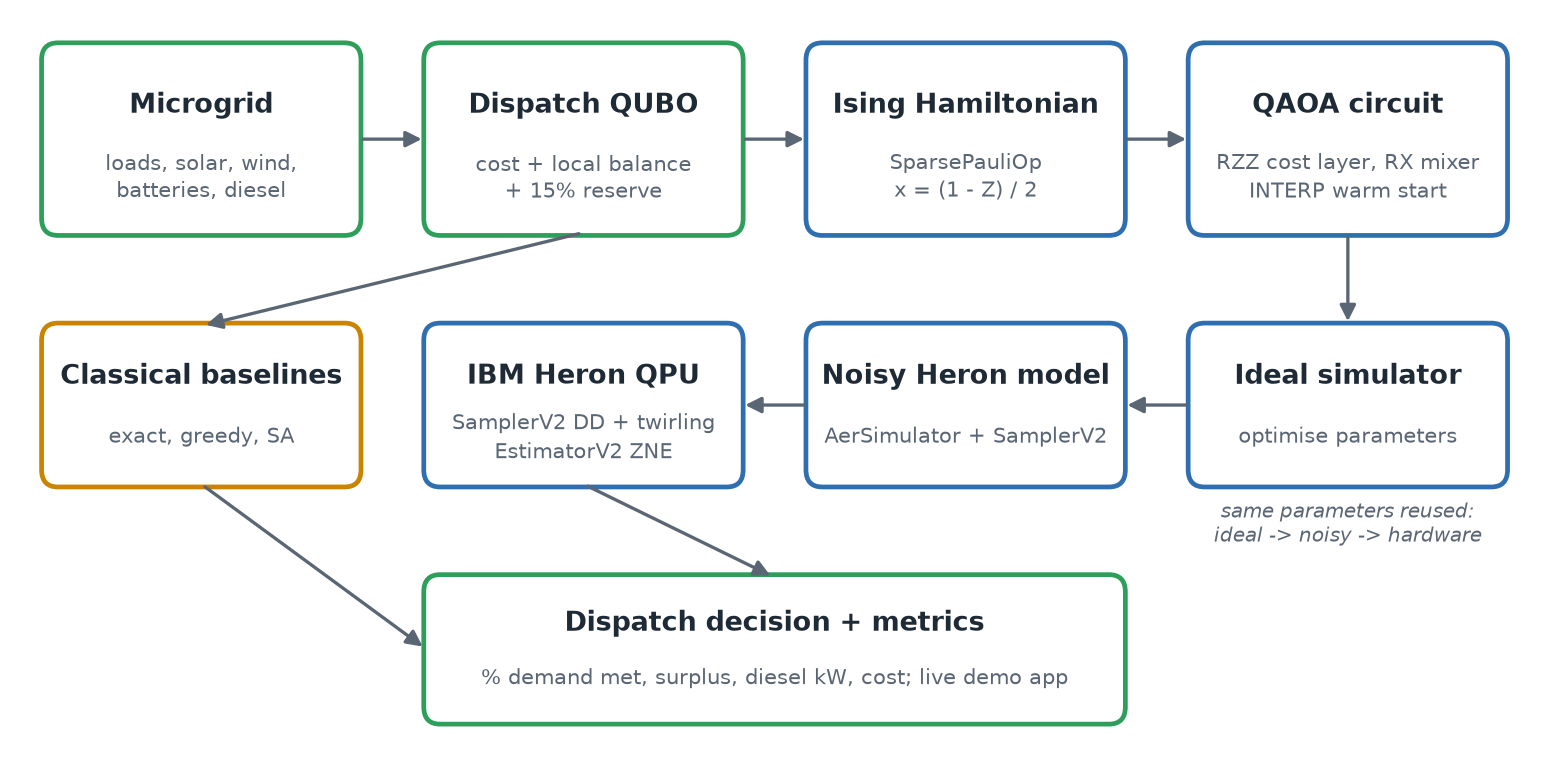 Microgrid
loads, solar, wind,
batteries, diesel
Dispatch QUBO
cost + local balance
+ 15% reserve
Ising Hamiltonian
SparsePauliOp
x = (1 - Z) / 2
QAOA circuit
RZZ cost layer, RX mixer
INTERP warm start
Classical baselines
exact, greedy, SA
IBM Heron QPU
SamplerV2 DD + twirling
EstimatorV2 ZNE
Noisy Heron model
AerSimulator + SamplerV2
Ideal simulator
optimise parameters
same parameters reused:
ideal -> noisy -> hardware
Dispatch decision + metrics
% demand met, surplus, diesel kW, cost; live demo app